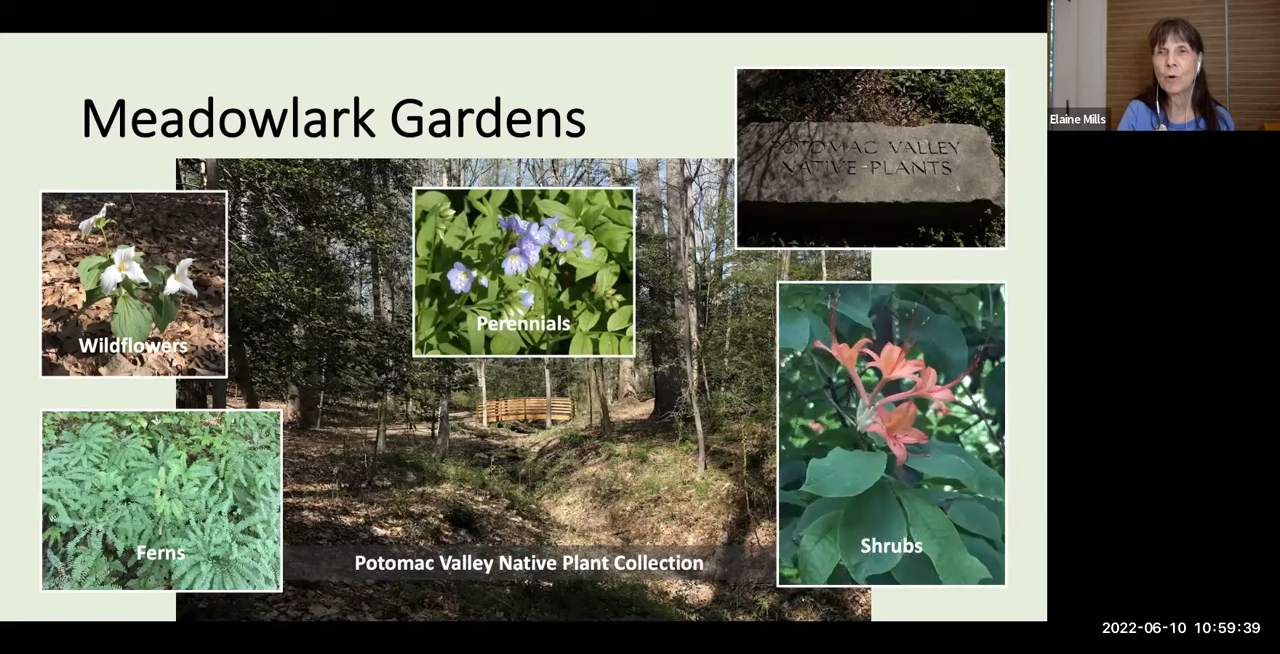 Meadowlark Gardens
POTOMAC VALLEY
NATIVE-PLANTS
Elaine Mills
Perennials
Wildflowers
Shrubs
Ferns
Potomac Valley Native Plant Collection
2022-06-10 10:59:39